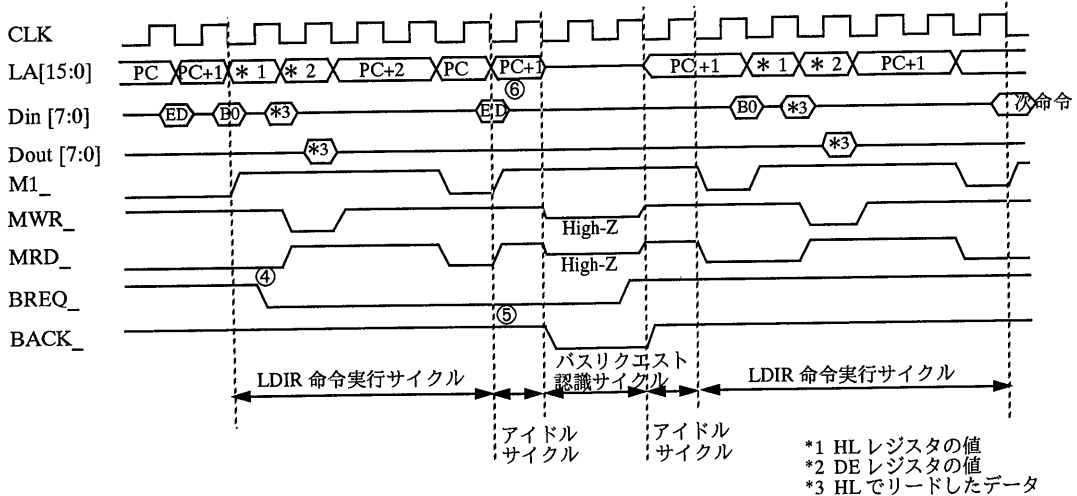 CLK
LA[15:0] PC PC+1 *1 *2 PC+2 PC PC+1 PC+1 *1 *2 PC+1
⑥
Din [7:0] ED B0 *3 ED B0 *3 次命令
Dout [7:0] *3 *3
M1_
MWR_
High-Z
MRD_
High-Z
④
BREQ_
⑤
BACK_
バスリクエスト
LDIR 命令実行サイクル 認識サイクル LDIR 命令実行サイクル
アイドル アイドル
サイクル サイクル
*1 HL レジスタの値
*2 DE レジスタの値
*3 HL でリードしたデータ